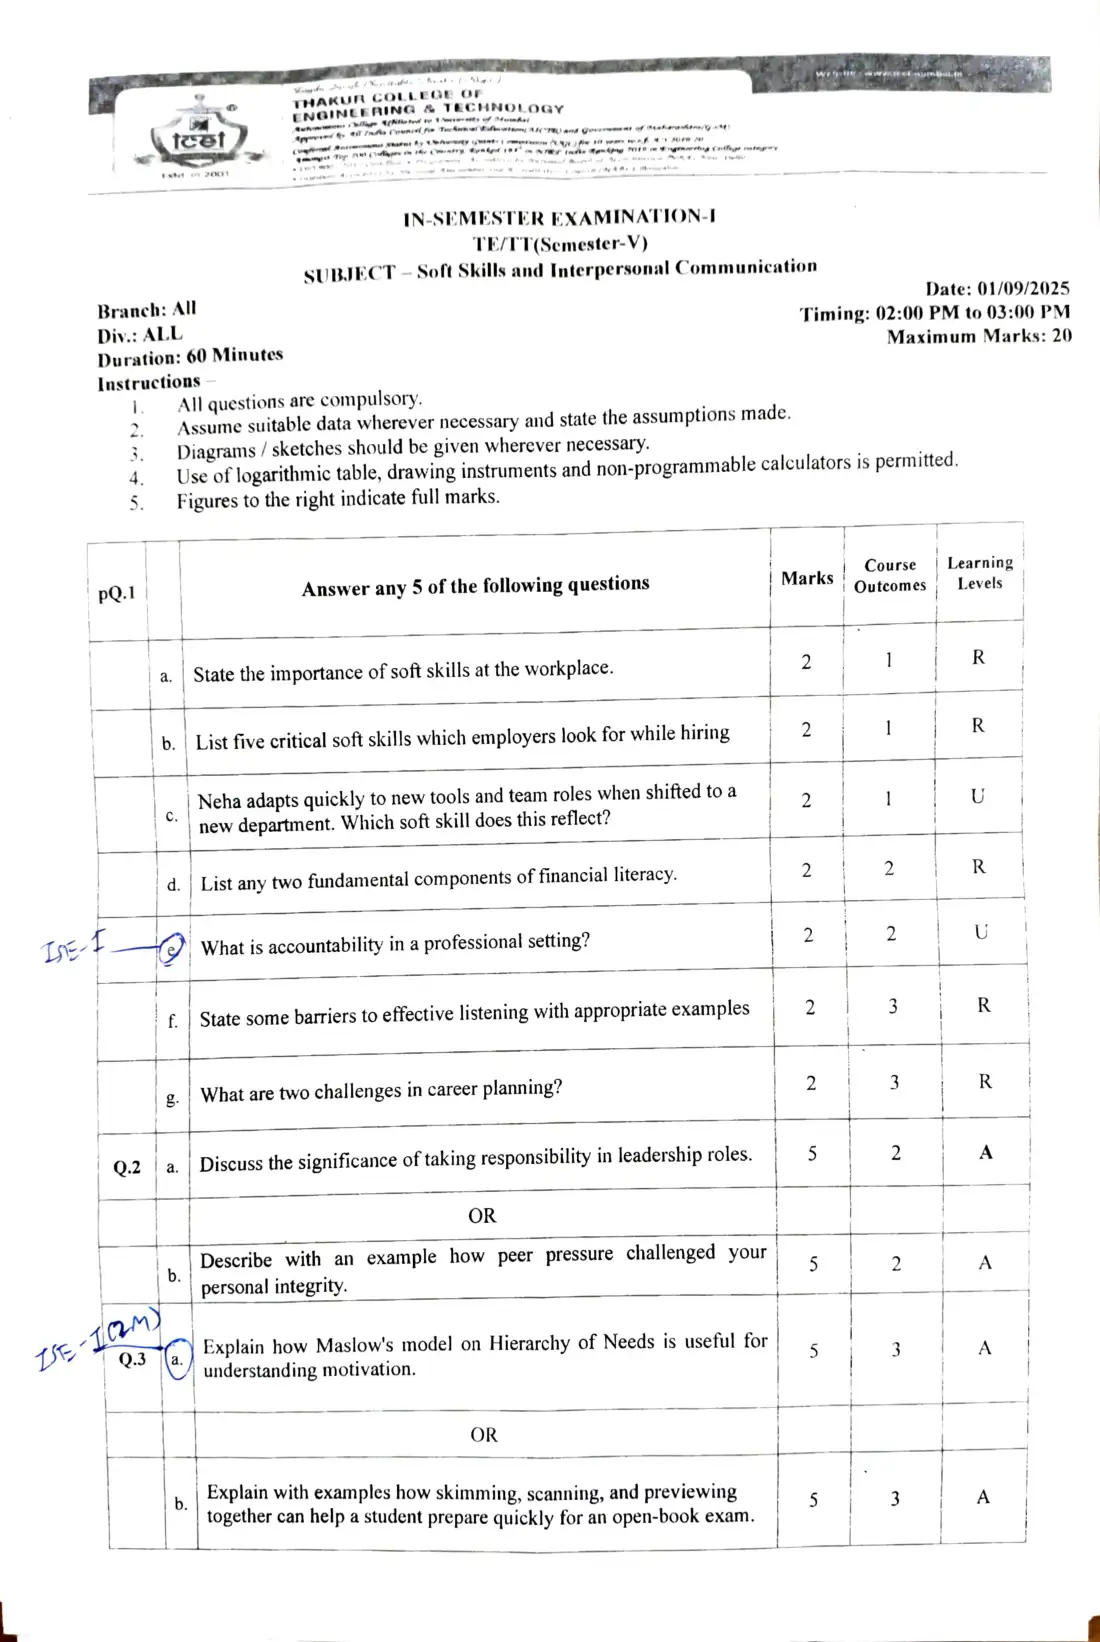 THAKUR COLLEGE OF
ENGINEERING & TECHNOLOGY
Autonomous College Affiliated to University of Mumbai
tcet
Estd. in 2001
IN-SEMESTER EXAMINATION-I
TE/TT(Semester-V)
SUBJECT – Soft Skills and Interpersonal Communication
Branch: All
Date: 01/09/2025
Div.: ALL
Timing: 02:00 PM to 03:00 PM
Duration: 60 Minutes
Maximum Marks: 20
Instructions –
1. All questions are compulsory.
2. Assume suitable data wherever necessary and state the assumptions made.
3. Diagrams / sketches should be given wherever necessary.
4. Use of logarithmic table, drawing instruments and non-programmable calculators is permitted.
5. Figures to the right indicate full marks.
pQ.1 Answer any 5 of the following questions Marks Course Outcomes Learning Levels
a. State the importance of soft skills at the workplace. 2 1 R
b. List five critical soft skills which employers look for while hiring 2 1 R
c. Neha adapts quickly to new tools and team roles when shifted to a
new department. Which soft skill does this reflect? 2 1 U
d. List any two fundamental components of financial literacy. 2 2 R
ISE-I e What is accountability in a professional setting? 2 2 U
f. State some barriers to effective listening with appropriate examples 2 3 R
g. What are two challenges in career planning? 2 3 R
Q.2 a. Discuss the significance of taking responsibility in leadership roles. 5 2 A
OR
b. Describe with an example how peer pressure challenged your
personal integrity. 5 2 A
ISE-I(2M)
Q.3 a. Explain how Maslow's model on Hierarchy of Needs is useful for
understanding motivation. 5 3 A
OR
b. Explain with examples how skimming, scanning, and previewing
together can help a student prepare quickly for an open-book exam. 5 3 A